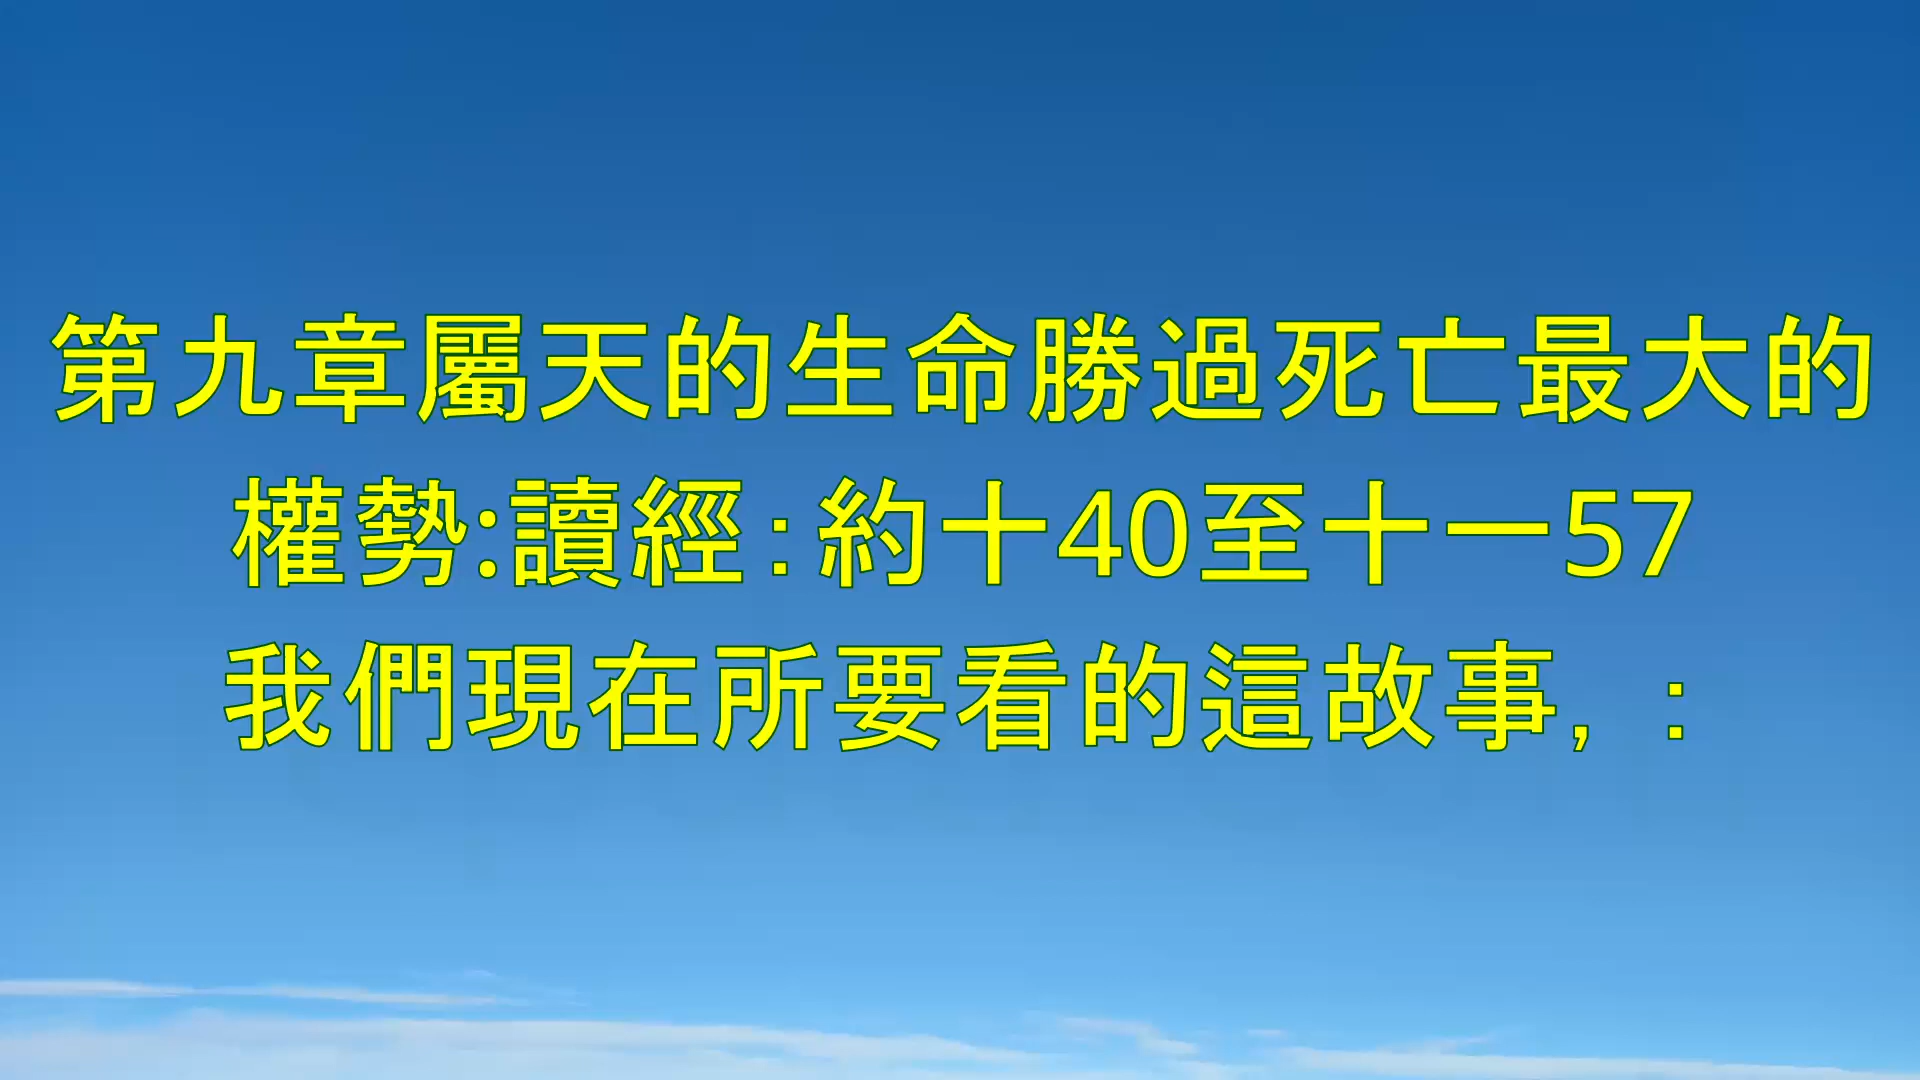 第九章屬天的生命勝過死亡最大的
權勢:讀經：約十40至十一57
我們現在所要看的這故事，：